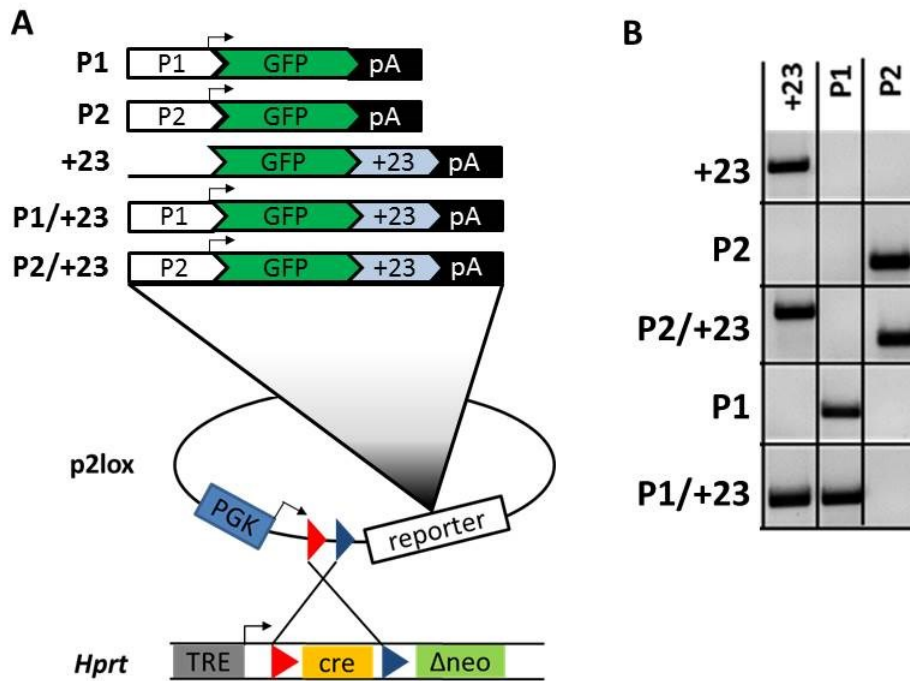 A
P1 P1 GFP pA
P2 P2 GFP pA
+23 GFP +23 pA
P1/+23 P1 GFP +23 pA
P2/+23 P2 GFP +23 pA
p2lox
PGK reporter
Hprt TRE cre Δneo
B
+23 P1 P2
+23
P2
P2/+23
P1
P1/+23